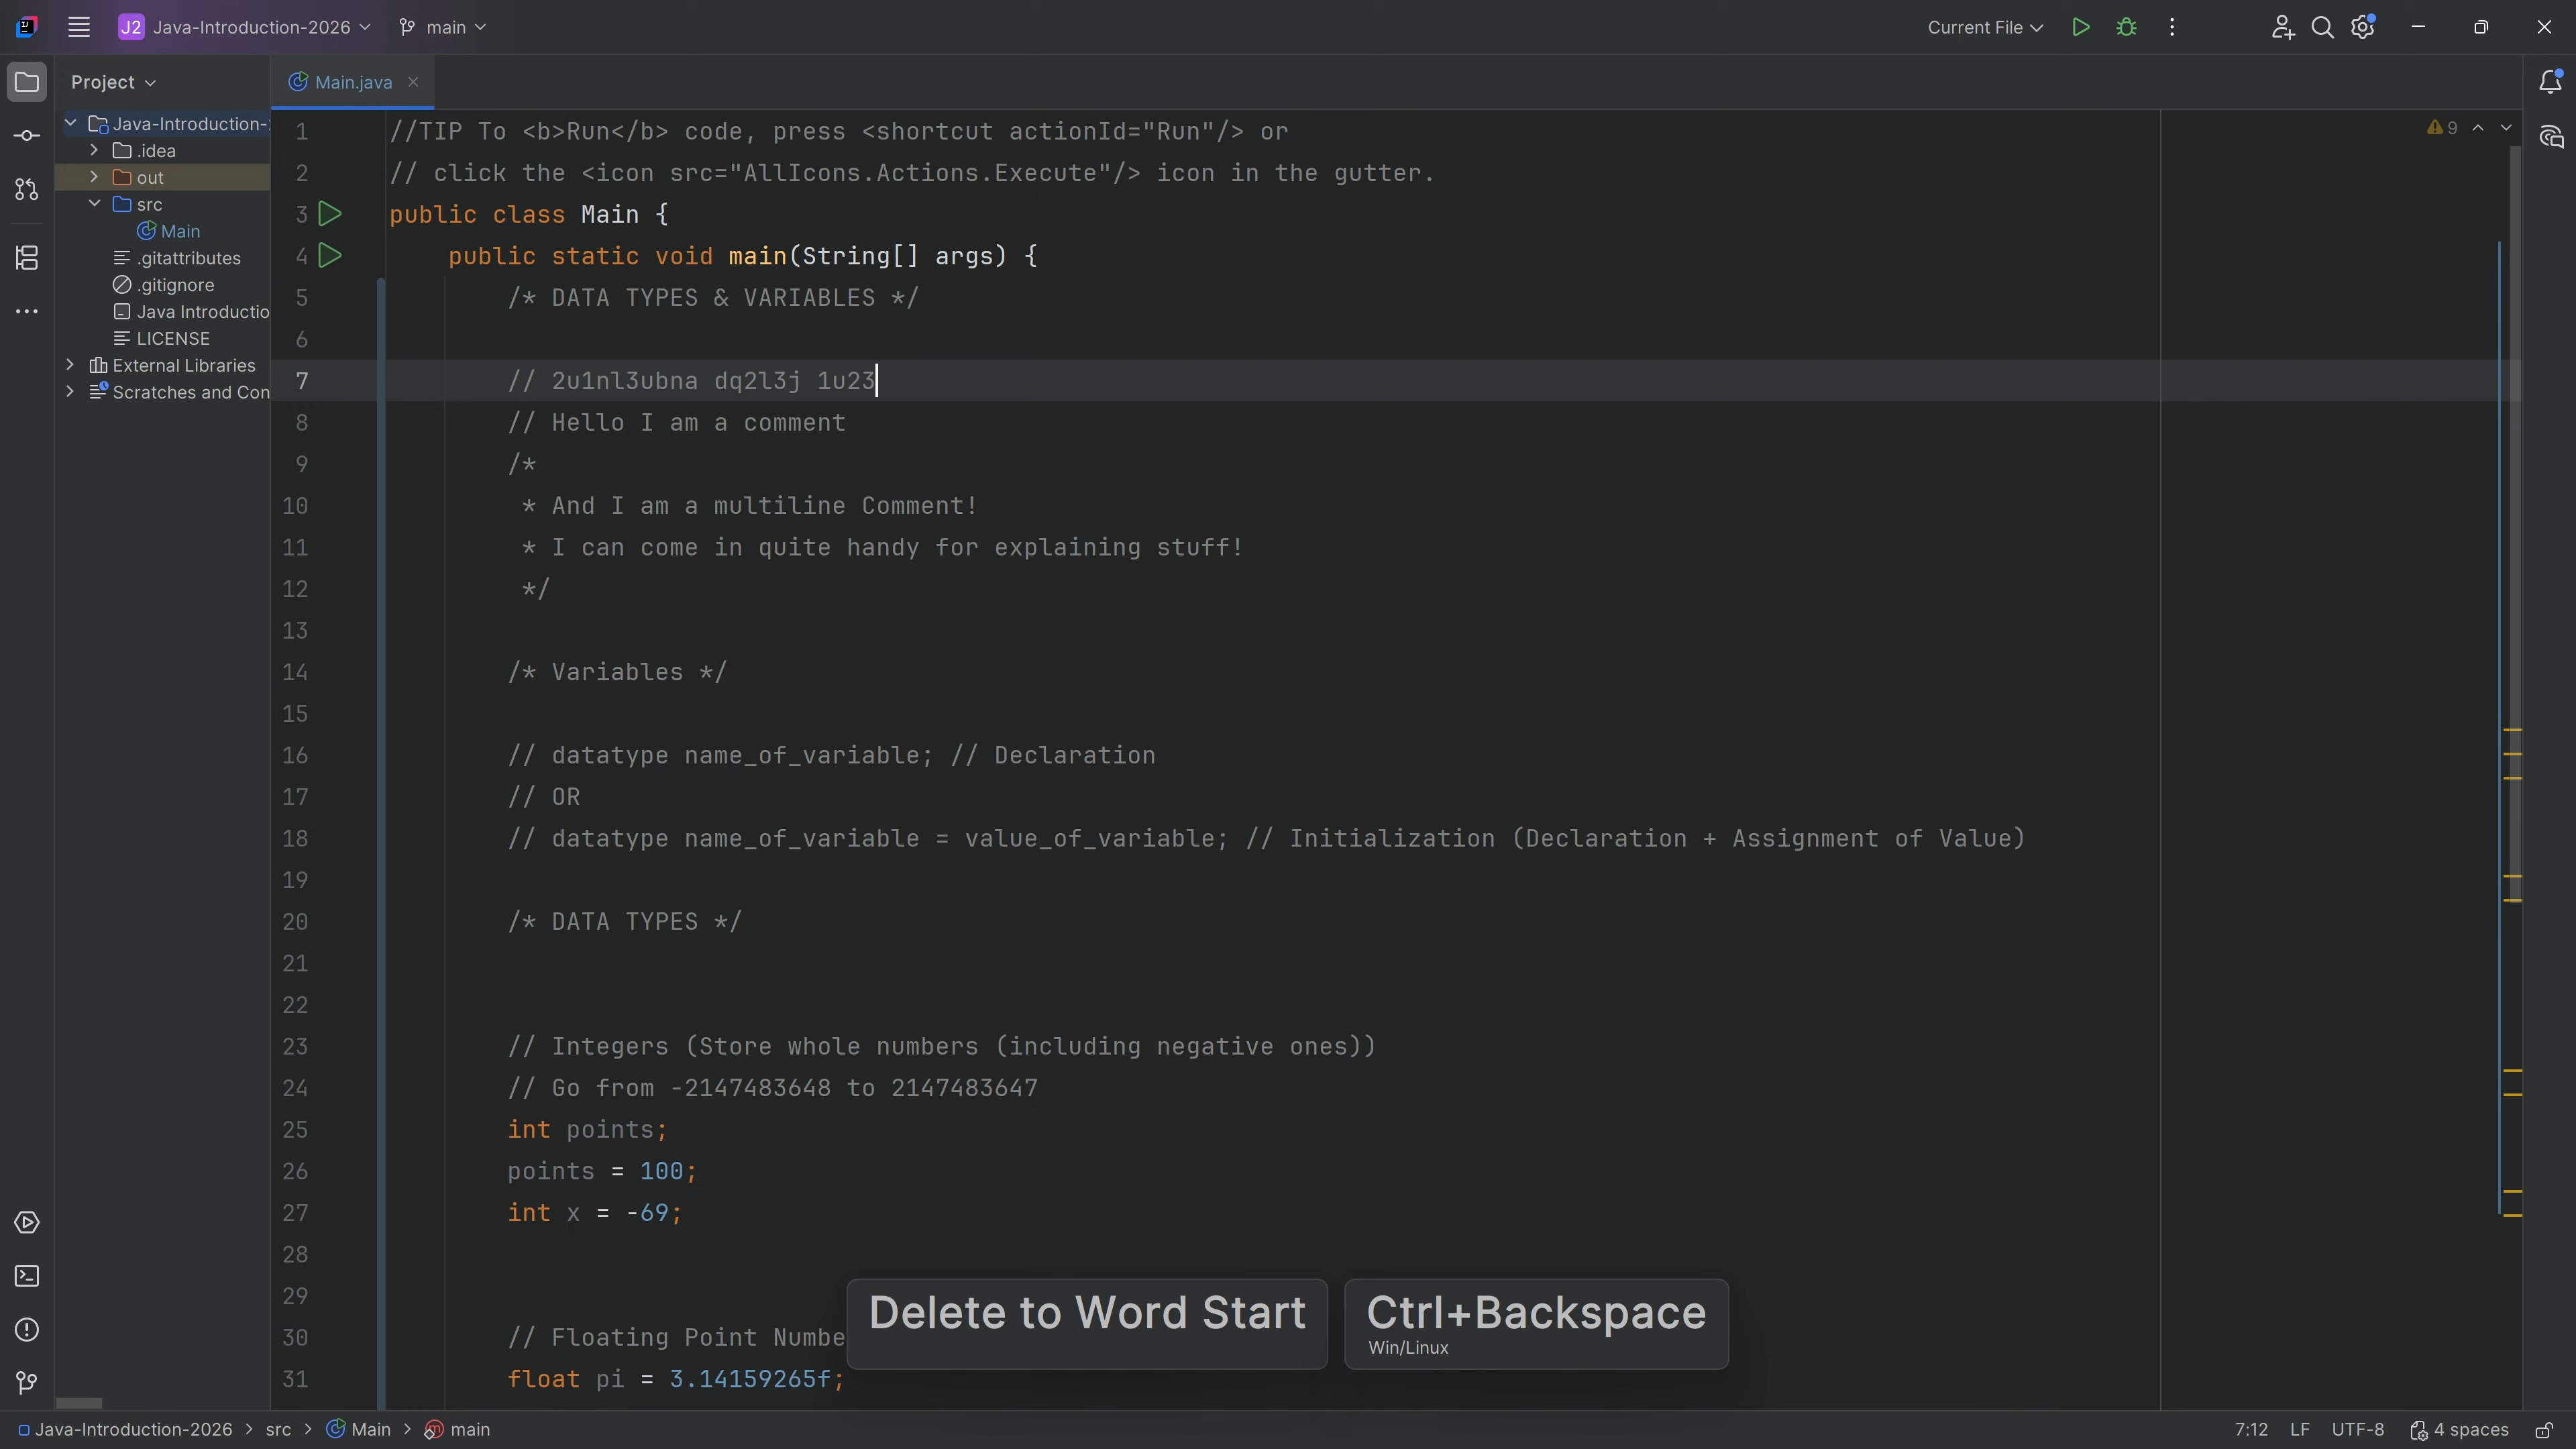 J2 Java-Introduction-2026 main Current File
Project
Main.java
Java-Introduction-
.idea
out
src
Main
.gitattributes
.gitignore
Java Introductio
LICENSE
External Libraries
Scratches and Con
9
1 //TIP To <b>Run</b> code, press <shortcut actionId="Run"/> or
2 // click the <icon src="AllIcons.Actions.Execute"/> icon in the gutter.
3 public class Main {
4 public static void main(String[] args) {
5 /* DATA TYPES & VARIABLES */
6
7 // 2u1nl3ubna dq2l3j 1u23
8 // Hello I am a comment
9 /*
10 * And I am a multiline Comment!
11 * I can come in quite handy for explaining stuff!
12 */
13
14 /* Variables */
15
16 // datatype name_of_variable; // Declaration
17 // OR
18 // datatype name_of_variable = value_of_variable; // Initialization (Declaration + Assignment of Value)
19
20 /* DATA TYPES */
21
22
23 // Integers (Store whole numbers (including negative ones))
24 // Go from -2147483648 to 2147483647
25 int points;
26 points = 100;
27 int x = -69;
28
29
30 // Floating Point Numbe
31 float pi = 3.14159265f;
Delete to Word Start Ctrl+Backspace
Win/Linux
Java-Introduction-2026 > src > Main > main 7:12 LF UTF-8 4 spaces